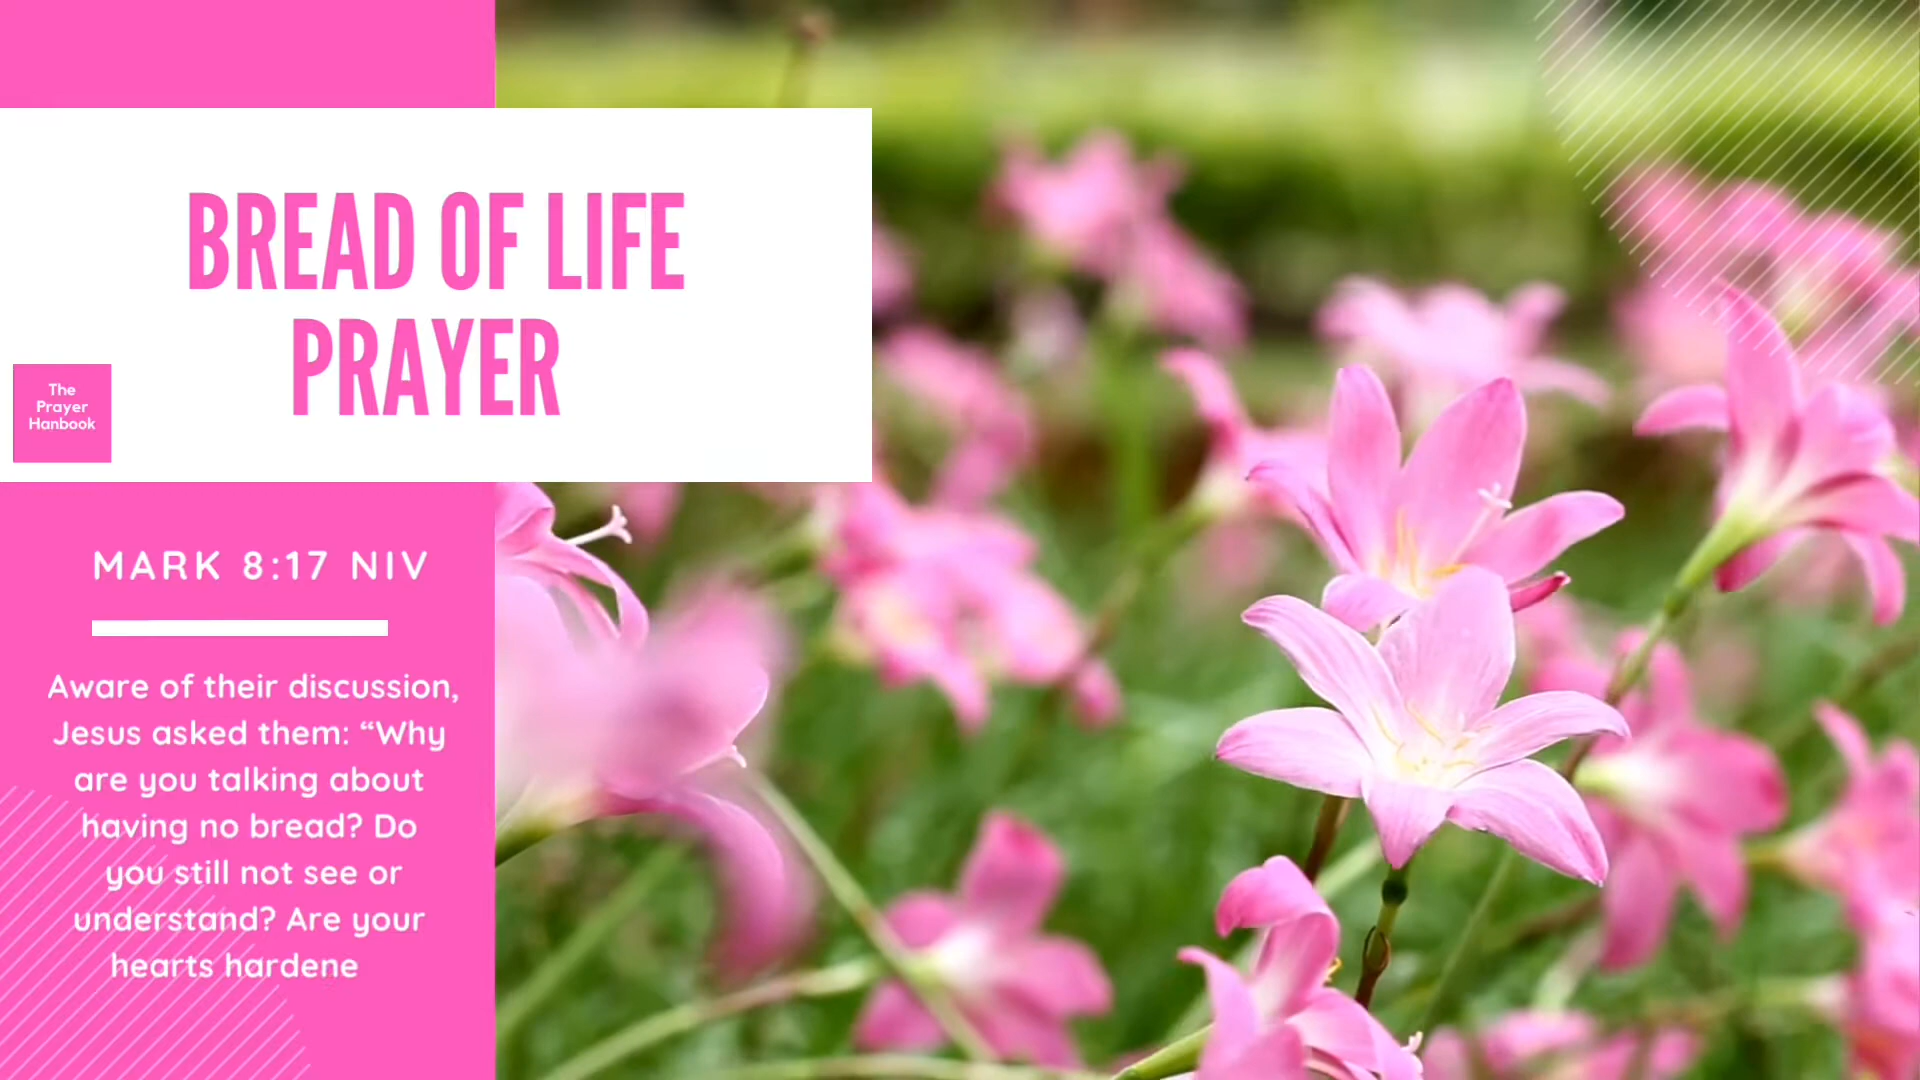 BREAD OF LIFE
PRAYER
The
Prayer
Hanbook
MARK 8:17 NIV
Aware of their discussion,
Jesus asked them: “Why
are you talking about
having no bread? Do
you still not see or
understand? Are your
hearts hardene